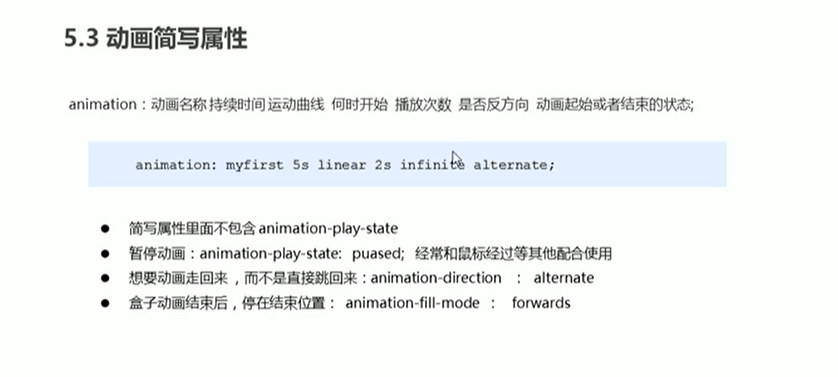 5.3 动画简写属性
animation：动画名称 持续时间 运动曲线 何时开始 播放次数 是否反方向 动画起始或者结束的状态;
animation: myfirst 5s linear 2s infinite alternate;
● 简写属性里面不包含 animation-play-state
● 暂停动画：animation-play-state: puased; 经常和鼠标经过等其他配合使用
● 想要动画走回来 ，而不是直接跳回来：animation-direction ： alternate
● 盒子动画结束后，停在结束位置： animation-fill-mode ： forwards